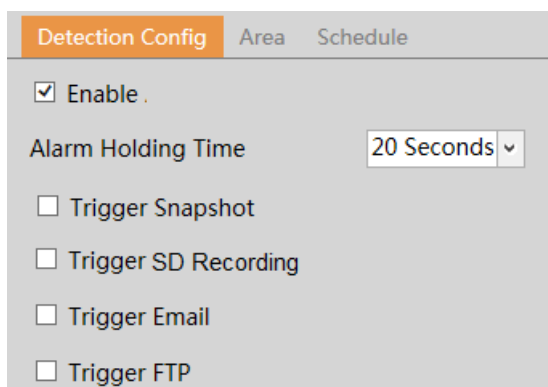 Detection Config Area Schedule
Enable .
Alarm Holding Time 20 Seconds
Trigger Snapshot
Trigger SD Recording
Trigger Email
Trigger FTP